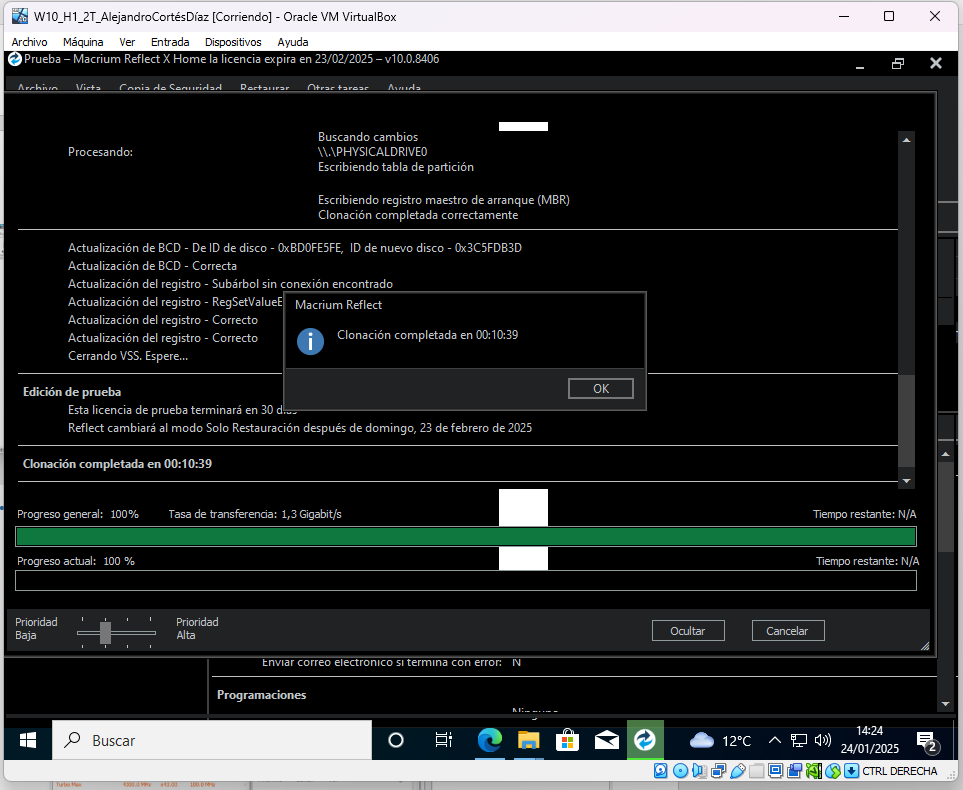 W10_H1_2T_AlejandroCortésDíaz [Corriendo] - Oracle VM VirtualBox
Archivo Máquina Ver Entrada Dispositivos Ayuda
Prueba – Macrium Reflect X Home la licencia expira en 23/02/2025 – v10.0.8406
Archivo Vista Copia de Seguridad Restaurar Otras tareas Ayuda
Buscando cambios
Procesando: \\.\PHYSICALDRIVE0
Escribiendo tabla de partición
Escribiendo registro maestro de arranque (MBR)
Clonación completada correctamente
Actualización de BCD - De ID de disco - 0xBD0FE5FE, ID de nuevo disco - 0x3C5FDB3D
Actualización de BCD - Correcta
Actualización del registro - Subárbol sin conexión encontrado
Actualización del registro - RegSetValueE
Actualización del registro - Correcto
Actualización del registro - Correcto
Cerrando VSS. Espere...
Macrium Reflect
Clonación completada en 00:10:39
OK
Edición de prueba
Esta licencia de prueba terminará en 30 días
Reflect cambiará al modo Solo Restauración después de domingo, 23 de febrero de 2025
Clonación completada en 00:10:39
Progreso general: 100% Tasa de transferencia: 1,3 Gigabit/s Tiempo restante: N/A
Progreso actual: 100 % Tiempo restante: N/A
Prioridad Baja Prioridad Alta
Ocultar Cancelar
Enviar correo electrónico si termina con error: N
Programaciones
Ninguno
Buscar
12°C
14:24
24/01/2025
2
CTRL DERECHA